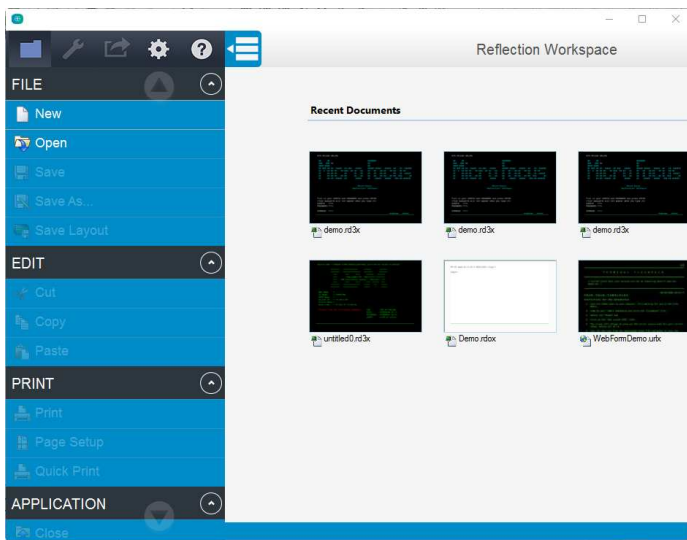 Reflection Workspace
FILE
New
Open
Save
Save As...
Save Layout
EDIT
Cut
Copy
Paste
PRINT
Print
Page Setup
Quick Print
APPLICATION
Close
Recent Documents
Micro Focus
Micro Focus
Micro Focus
demo.rd3x
demo.rd3x
demo.rd3x
untitled0.rd3x
Demo.rdox
WebFormDemo.urlx